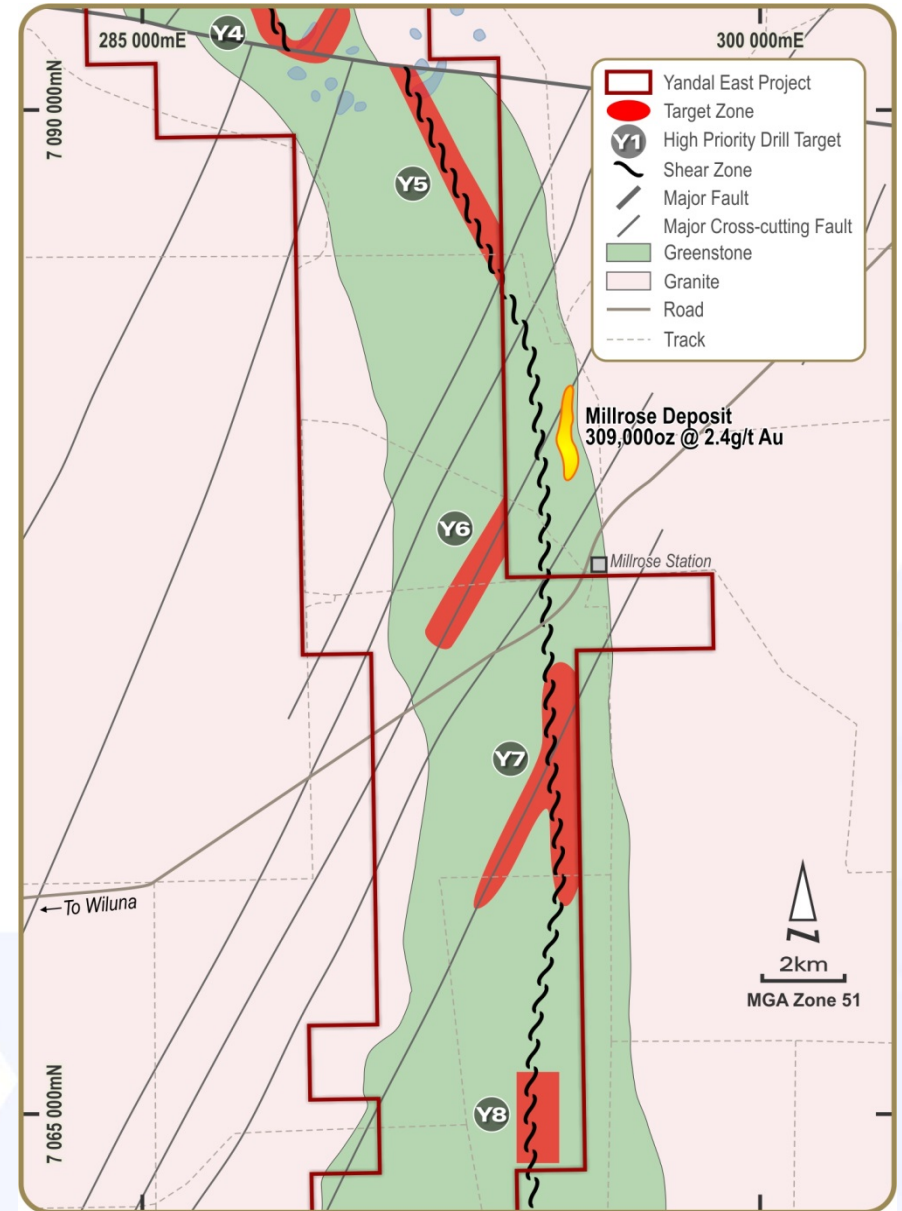 285 000mE
300 000mE
Y4
7 090 000mN
Yandal East Project
Target Zone
Y1
High Priority Drill Target
Shear Zone
Major Fault
Major Cross-cutting Fault
Greenstone
Granite
Road
Track
Y5
Millrose Deposit
309,000oz @ 2.4g/t Au
Y6
Millrose Station
Y7
←To Wiluna
N
2km
MGA Zone 51
7 065 000mN
Y8